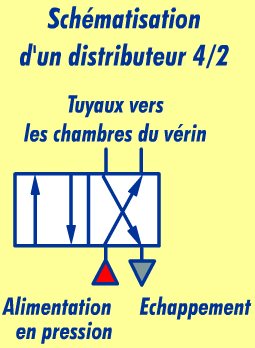 Schématisation
d'un distributeur 4/2
Tuyaux vers
les chambres du vérin
Alimentation
en pression
Echappement